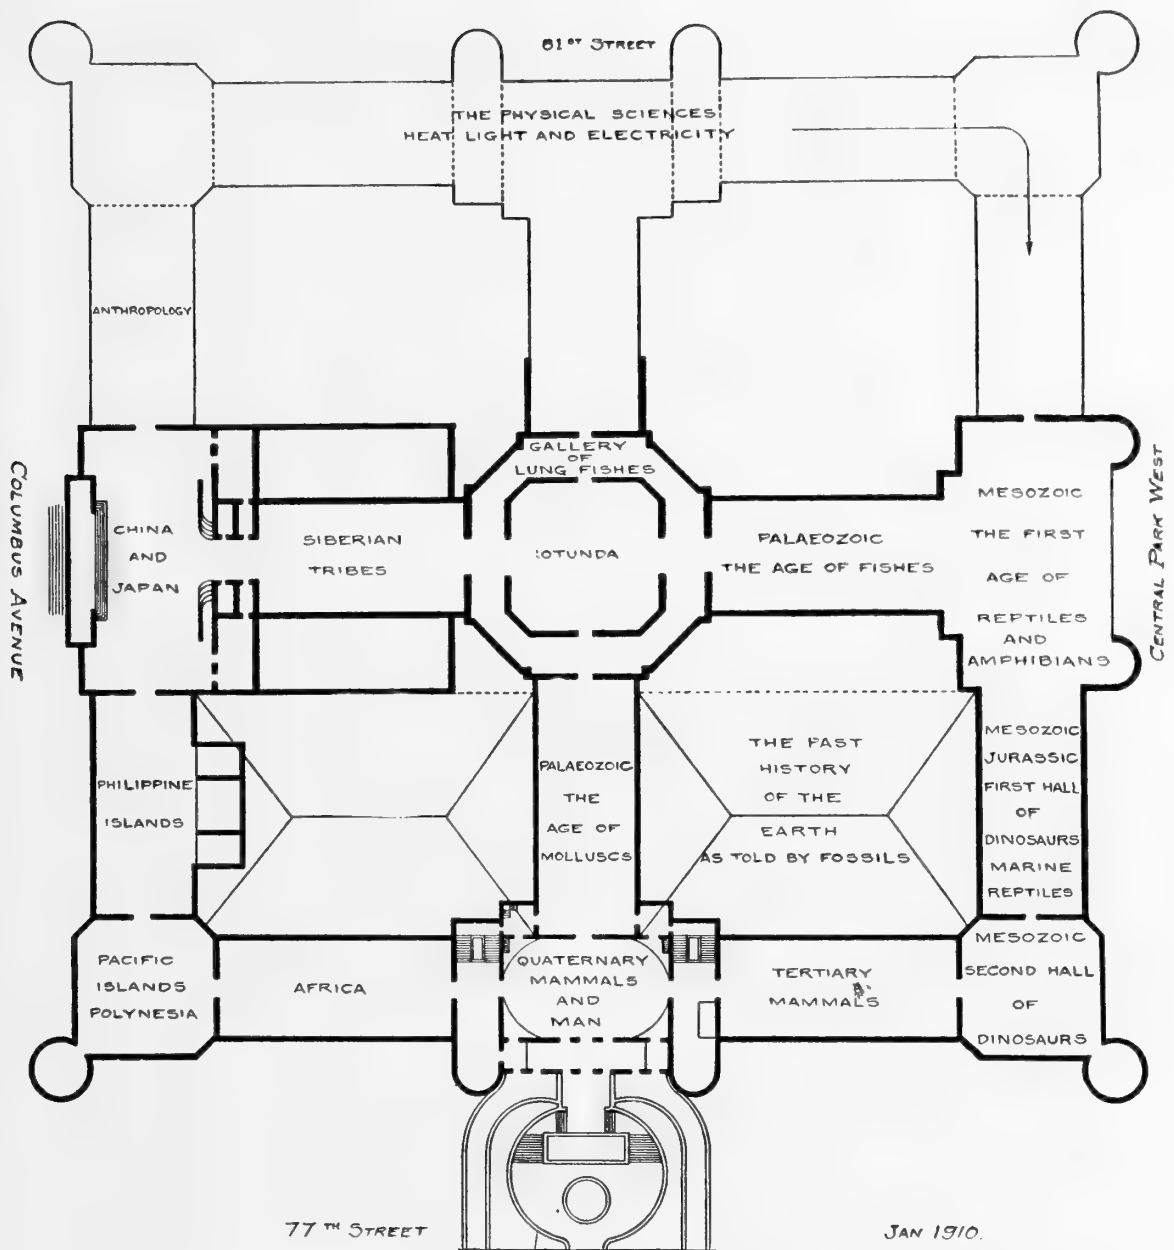 81ST STREET
THE PHYSICAL SCIENCES
HEAT LIGHT AND ELECTRICITY
ANTHROPOLOGY
COLUMBUS AVENUE
CHINA
AND
JAPAN
SIBERIAN
TRIBES
GALLERY
OF
LUNG FISHES
ROTUNDA
PALAEOZOIC
THE AGE OF FISHES
MESOZOIC
THE FIRST
AGE OF
REPTILES
AND
AMPHIBIANS
CENTRAL PARK WEST
PHILIPPINE
ISLANDS
PALAEOZOIC
THE
AGE OF
MOLLUSCS
THE PAST
HISTORY
OF THE
EARTH
AS TOLD BY FOSSILS
MESOZOIC
JURASSIC
FIRST HALL
OF
DINOSAURS
MARINE
REPTILES
PACIFIC
ISLANDS
POLYNESIA
AFRICA
QUATERNARY
MAMMALS
AND
MAN
TERTIARY
MAMMALS
MESOZOIC
SECOND HALL
OF
DINOSAURS
77TH STREET
JAN 1910.